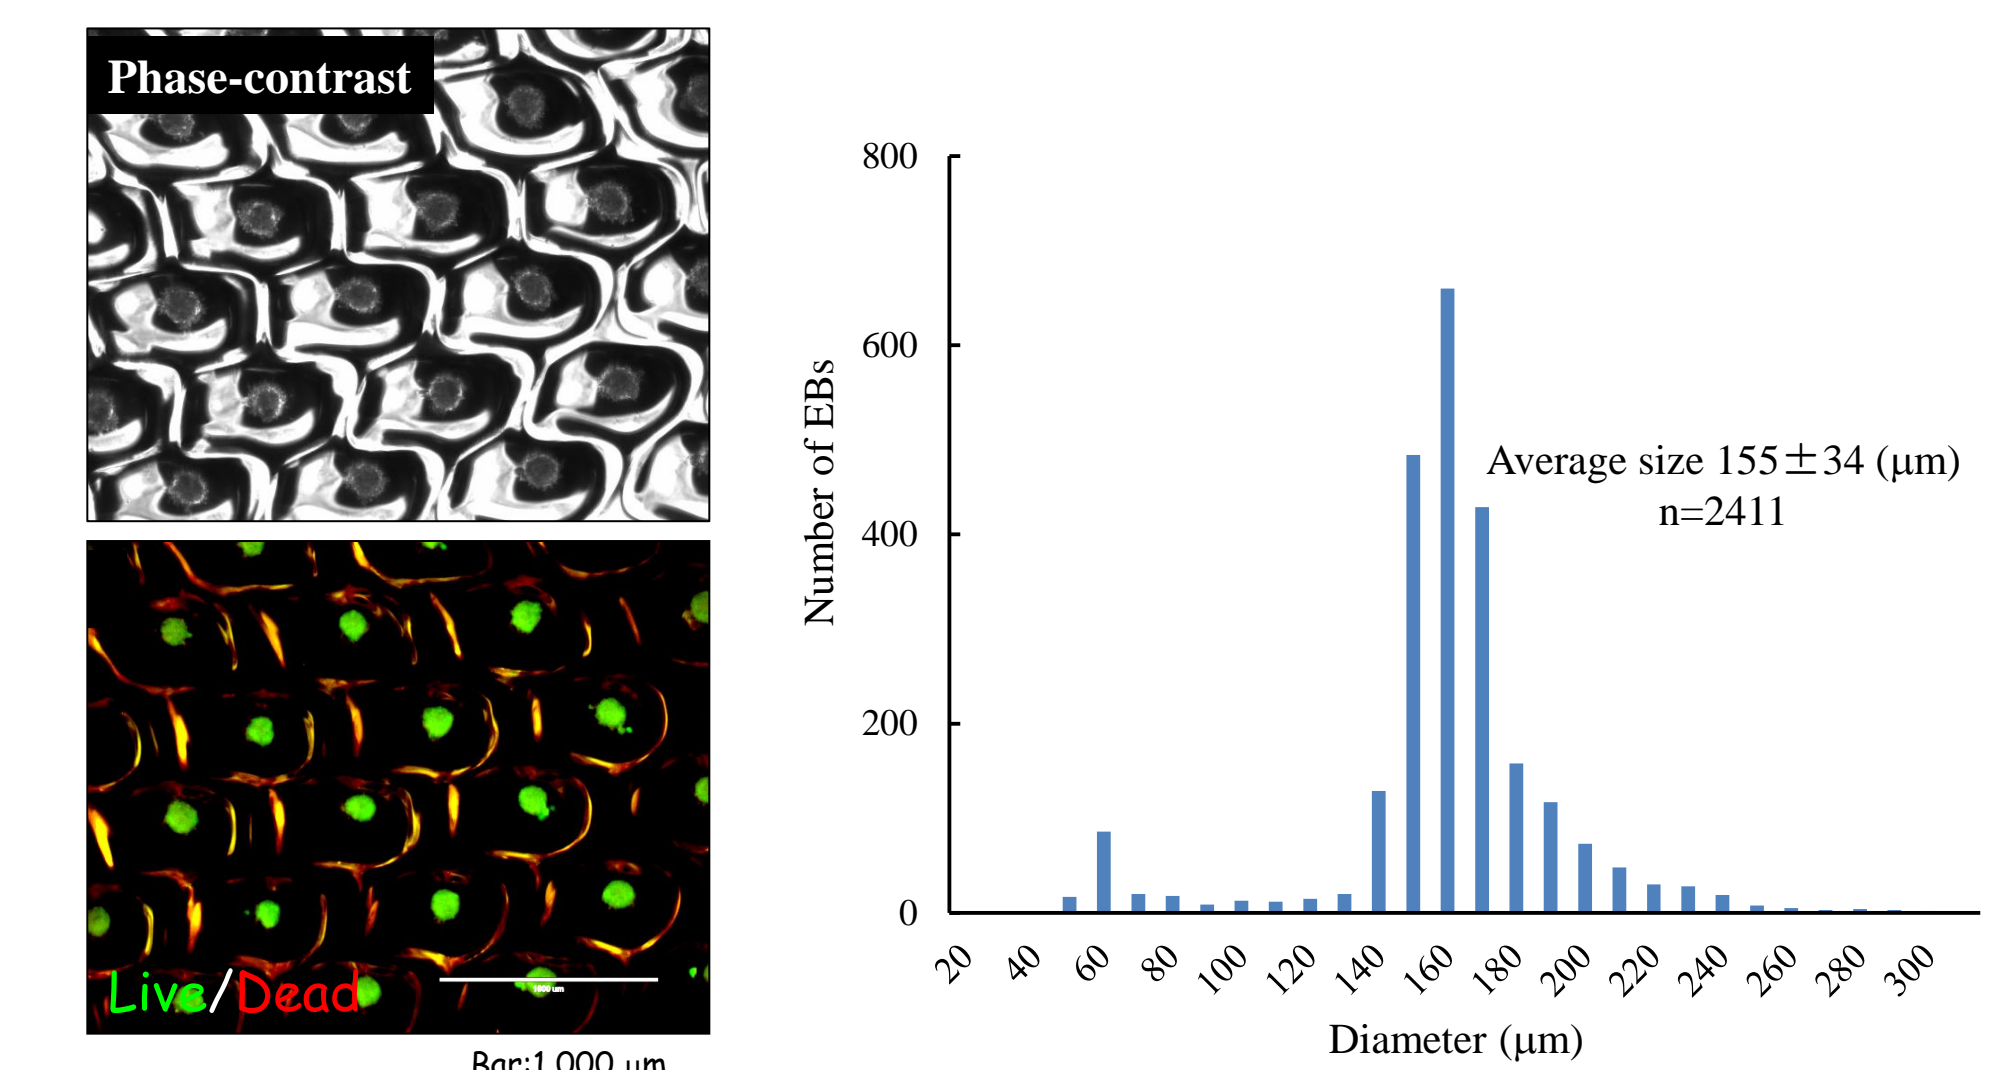 Phase-contrast
Live/Dead
1000 um
Bar:1,000 μm
800
600
400
200
0
Number of EBs
Average size 155±34 (μm)
n=2411
20
40
60
80
100
120
140
160
180
200
220
240
260
280
300
Diameter (μm)